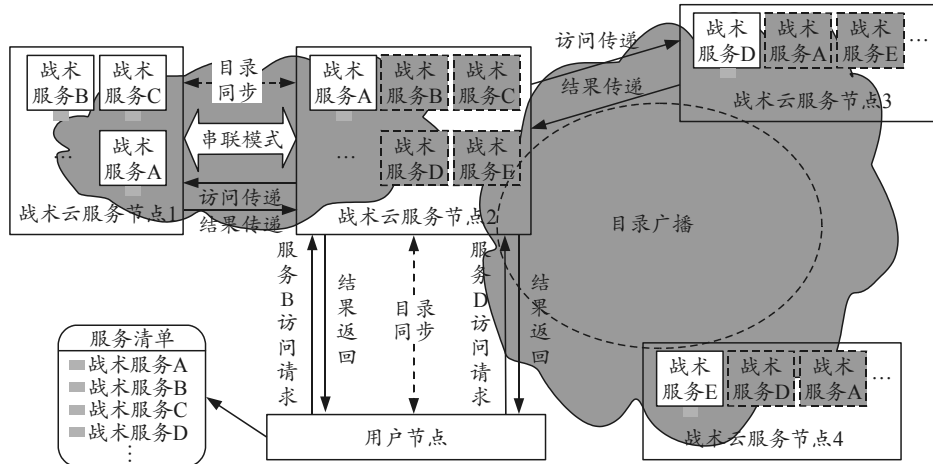 战术
服务B
战术
服务C
…
战术
服务A
战术云服务节点1
目录
同步
串联模式
访问传递
结果传递
战术
服务A
战术
服务B
战术
服务C
…
战术
服务D
战术
服务E
战术云服务节点2
访问传递
结果传递
战术
服务D
战术
服务A
战术
服务E
…
战术云服务节点3
目录广播
服务B访问请求
结果返回
目录
同步
服务D访问请求
结果返回
战术
服务E
战术
服务D
战术
服务A
…
战术云服务节点4
服务清单
战术服务A
战术服务B
战术服务C
战术服务D
⋮
用户节点